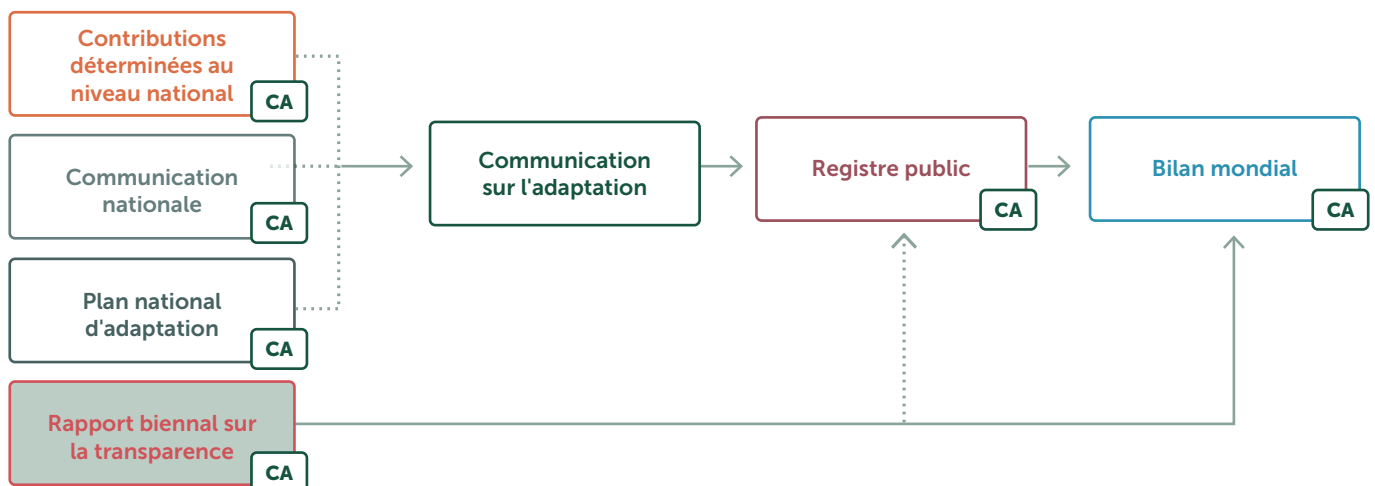 Contributions
déterminées au
niveau national
CA
Communication
nationale
CA
Plan national
d'adaptation
CA
Rapport biennal sur
la transparence
CA
Communication
sur l'adaptation
Registre public
CA
Bilan mondial
CA